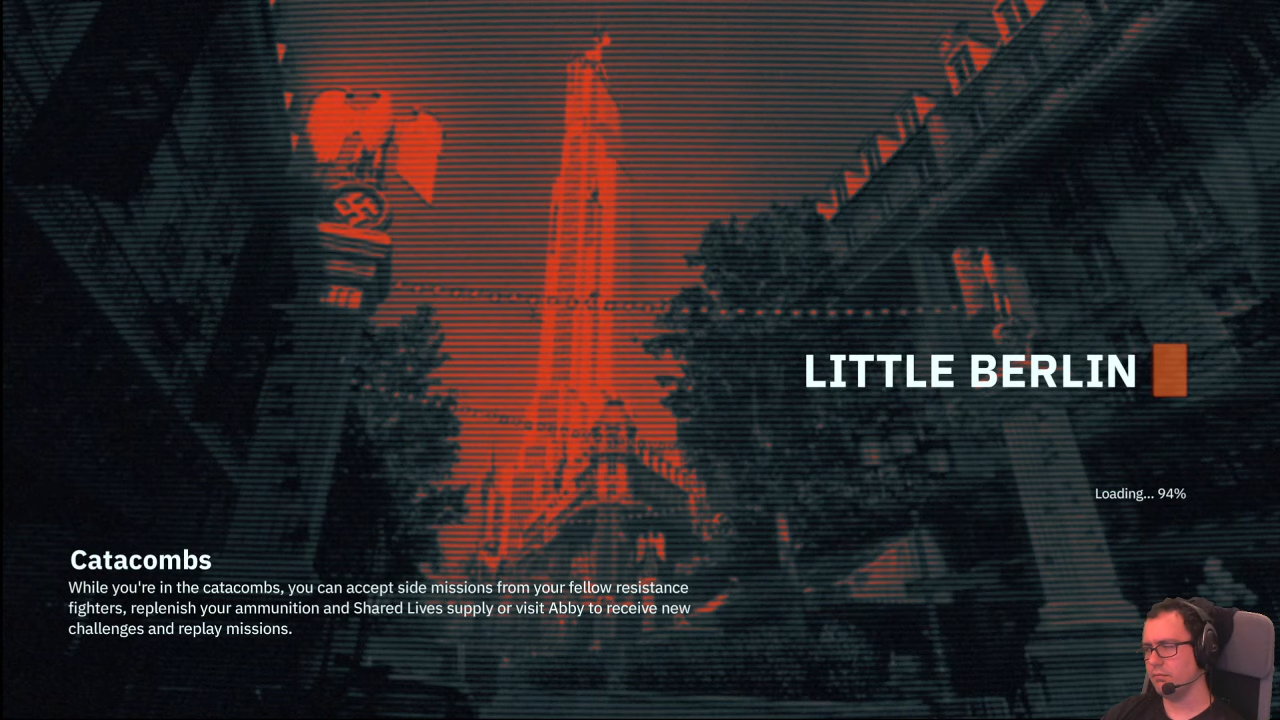 LITTLE BERLIN
Loading... 94%
Catacombs
While you're in the catacombs, you can accept side missions from your fellow resistance
fighters, replenish your ammunition and Shared Lives supply or visit Abby to receive new
challenges and replay missions.